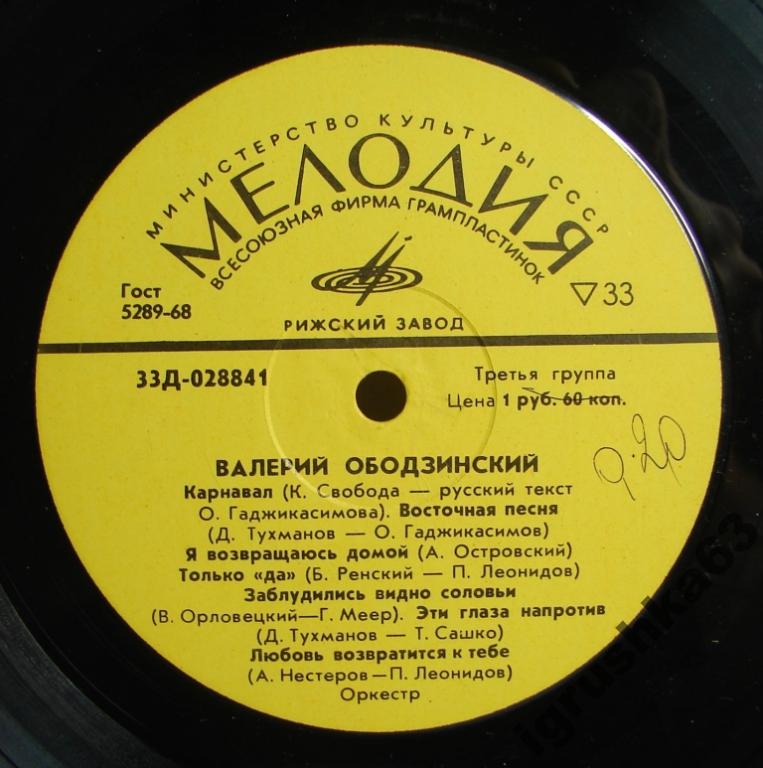 МИНИСТЕРСТВО КУЛЬТУРЫ СССР
МЕЛОДИЯ
ВСЕСОЮЗНАЯ ФИРМА ГРАМПЛАСТИНОК
Гост
5289-68
▽33
РИЖСКИЙ ЗАВОД
33Д-028841
Третья группа
Цена 1 руб. 60 коп.
9.20
ВАЛЕРИЙ ОБОДЗИНСКИЙ
Карнавал (К. Свобода — русский текст
О. Гаджикасимова). Восточная песня
(Д. Тухманов — О. Гаджикасимов)
Я возвращаюсь домой (А. Островский)
Только «да» (Б. Ренский — П. Леонидов)
Заблудились видно соловьи
(В. Орловецкий—Г. Меер). Эти глаза напротив
(Д. Тухманов — Т. Сашко)
Любовь возвратится к тебе
(А. Нестеров—П. Леонидов)
Оркестр
igrushka63